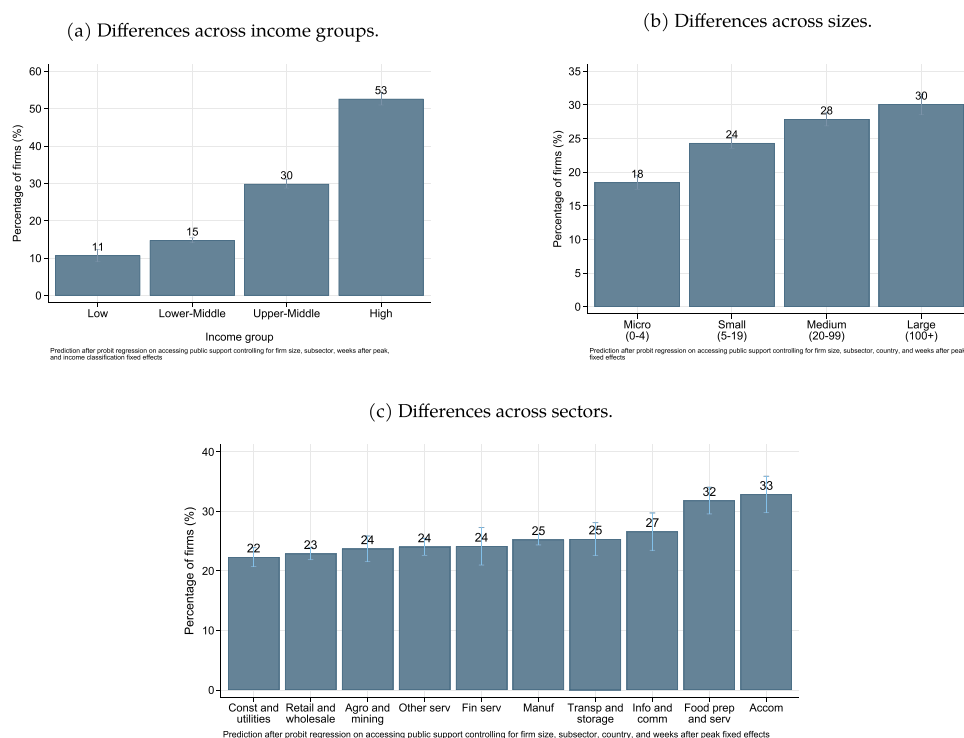 (a) Differences across income groups.
Percentage of firms (%)
60
50
40
30
20
10
0
11
15
30
53
Low
Lower-Middle
Upper-Middle
High
Income group
Prediction after probit regression on accessing public support controlling for firm size, subsector, weeks after peak,
and income classification fixed effects
(b) Differences across sizes.
Percentage of firms (%)
35
30
25
20
15
10
5
0
18
24
28
30
Micro
(0-4)
Small
(5-19)
Medium
(20-99)
Large
(100+)
Prediction after probit regression on accessing public support controlling for firm size, subsector, country, and weeks after peak
fixed effects
(c) Differences across sectors.
Percentage of firms (%)
40
30
20
10
0
22
23
24
24
24
25
25
27
32
33
Const and
utilities
Retail and
wholesale
Agro and
mining
Other serv
Fin serv
Manuf
Transp and
storage
Info and
comm
Food prep
and serv
Accom
Prediction after probit regression on accessing public support controlling for firm size, subsector, country, and weeks after peak fixed effects